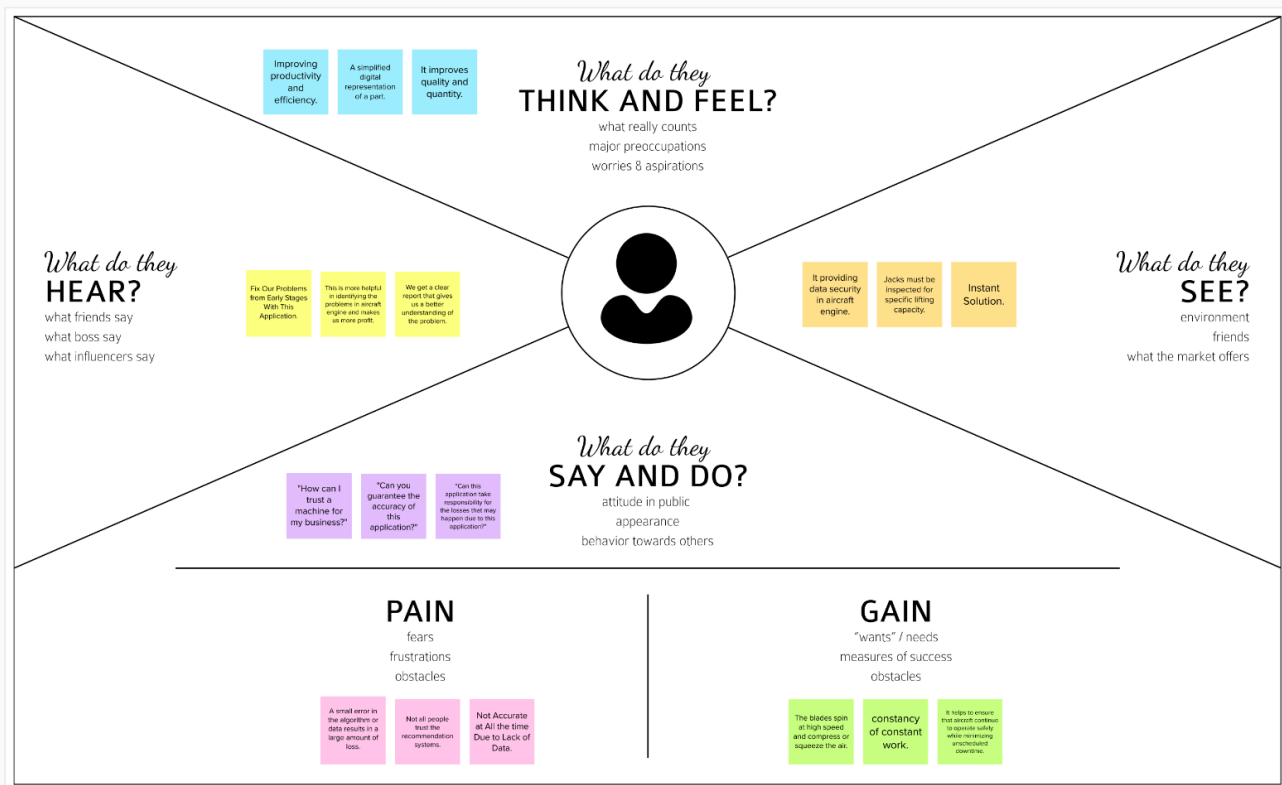 Improving
productivity
and
efficiency.
A simplified
digital
representation
of a part.
It improves
quality and
quantity.
What do they
THINK AND FEEL?
what really counts
major preoccupations
worries & aspirations
What do they
HEAR?
what friends say
what boss say
what influencers say
Fix Our Problems
from Early Stages
With This
Application.
This is more helpful
in identifying the
problems in aircraft
engine and makes
us more profit.
We get a clear
report that gives
us a better
understanding of
the problem.
It providing
data security
in aircraft
engine.
Jacks must be
inspected for
specific lifting
capacity.
Instant
Solution.
What do they
SEE?
environment
friends
what the market offers
What do they
SAY AND DO?
attitude in public
appearance
behavior towards others
"How can I
trust a
machine for
my business?"
"Can you
guarantee the
accuracy of
this
application?"
"Can this
application take
responsibility for
the losses that may
happen due to this
application?"
PAIN
fears
frustrations
obstacles
A small error in
the algorithm or
data results in a
large amount of
loss.
Not all people
trust the
recommendation
systems.
Not Accurate
at All the time
Due to Lack of
Data.
GAIN
"wants" / needs
measures of success
obstacles
The blades spin
at high speed
and compress or
squeeze the air.
constancy
of constant
work.
It helps to ensure
that aircraft continue
to operate safely
while minimizing
unscheduled
downtime.